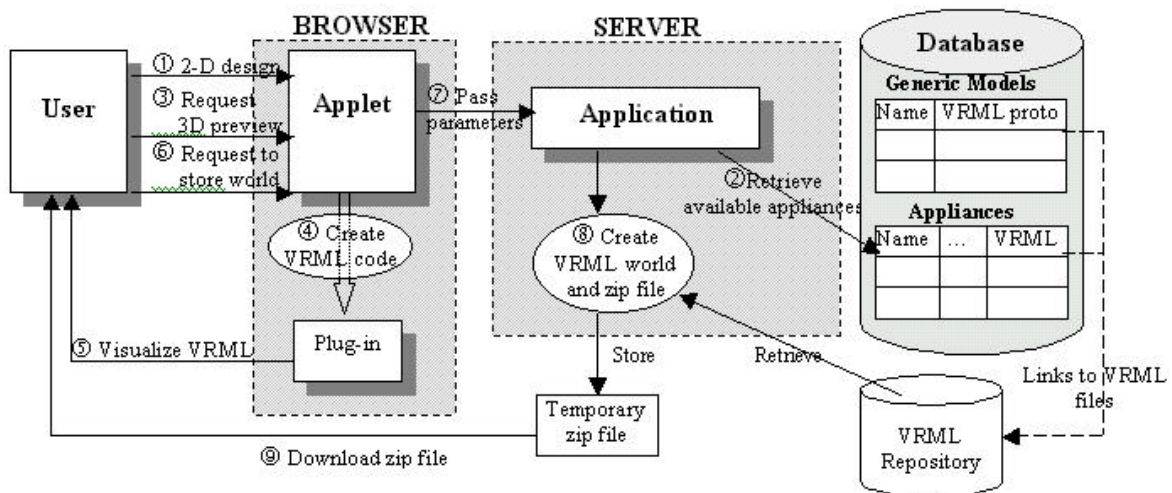 BROWSER
SERVER
Database
User
① 2-D design
③ Request
3D preview
⑥ Request to
store world
Applet
⑦ Pass
parameters
Application
Generic Models
Name VRML proto
②Retrieve
available appliances
Appliances
Name ... VRML
④ Create
VRML code
⑧ Create
VRML world
and zip file
Plug-in
⑤ Visualize VRML
Store
Retrieve
Links to VRML
files
Temporary
zip file
VRML
Repository
⑨ Download zip file